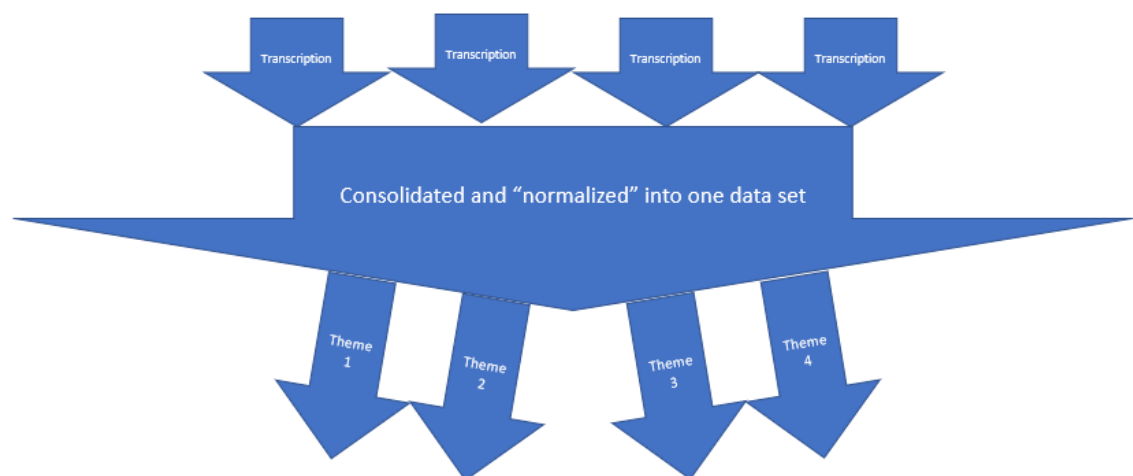 Transcription
Transcription
Transcription
Transcription
Consolidated and “normalized” into one data set
Theme
1
Theme
2
Theme
3
Theme
4